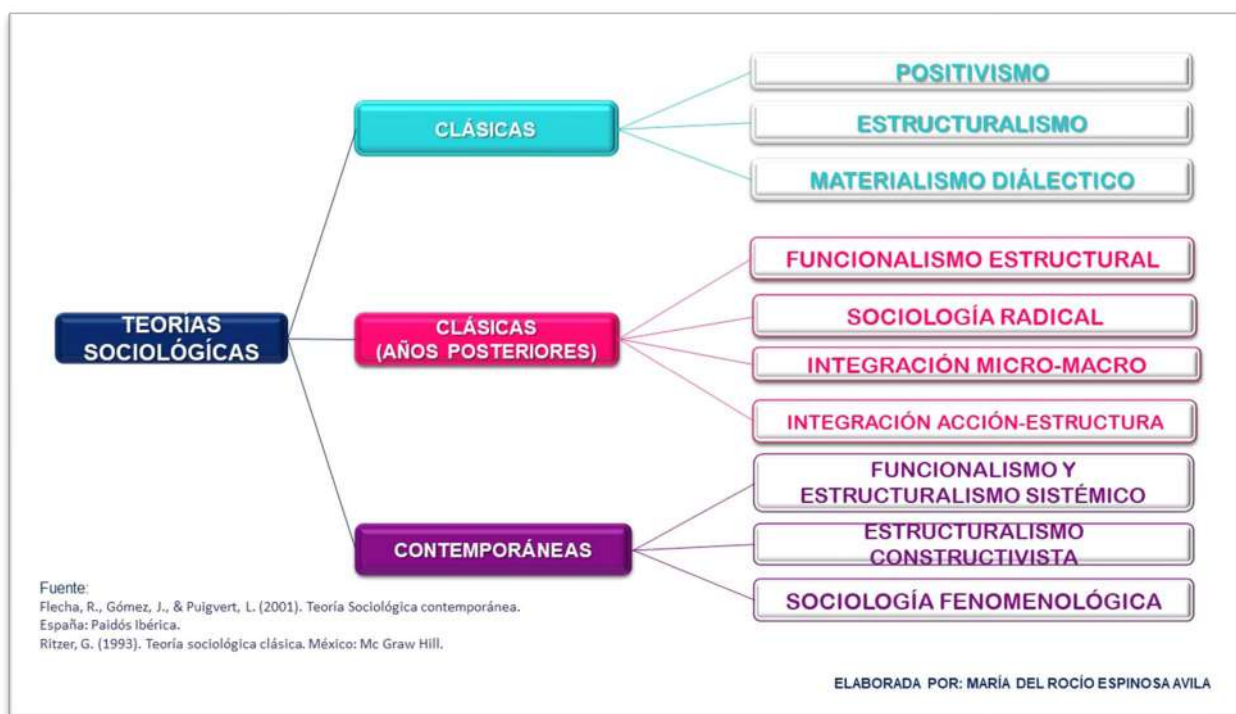 TEORÍAS
SOCIOLÓGÍCAS
CLÁSICAS
POSITIVISMO
ESTRUCTURALISMO
MATERIALISMO DIÁLECTICO
CLÁSICAS
(AÑOS POSTERIORES)
FUNCIONALISMO ESTRUCTURAL
SOCIOLOGÍA RADICAL
INTEGRACIÓN MICRO-MACRO
INTEGRACIÓN ACCIÓN-ESTRUCTURA
CONTEMPORÁNEAS
FUNCIONALISMO Y
ESTRUCTURALISMO SISTÉMICO
ESTRUCTURALISMO
CONSTRUCTIVISTA
SOCIOLOGÍA FENOMENOLÓGICA
Fuente:
Flecha, R., Gómez, J., & Puigvert, L. (2001). Teoría Sociológica contemporánea.
España: Paidós Ibérica.
Ritzer, G. (1993). Teoría sociológica clásica. México: Mc Graw Hill.
ELABORADA POR: MARÍA DEL ROCÍO ESPINOSA AVILA